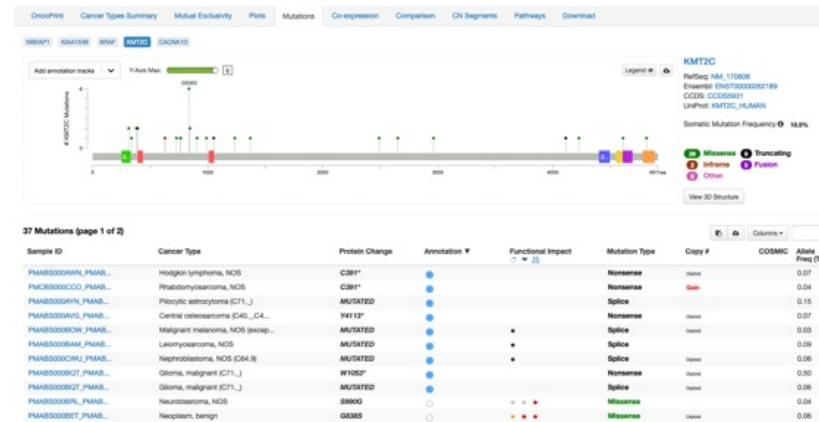 OncoPrint Cancer Types Summary Mutual Exclusivity Plots Mutations Co-expression Comparison CN Segments Pathways Download
NBEAP1 KIAA1549 BRAF KMT2C CACNA1D
Add annotation tracks Y-Axis Max: Legend
G838S
# KMT2C Mutations
0 1000 2000 3000 4000 4911aa
KMT2C
RefSeq: NM_170606
Ensembl: ENST00000262189
CCDS: CCDS5931
UniProt: KMT2C_HUMAN
Somatic Mutation Frequency 10.9%
Missense Truncating
Inframe Fusion
Other
View 3D Structure
37 Mutations (page 1 of 2)
Columns
Sample ID Cancer Type Protein Change Annotation Functional Impact Mutation Type Copy # COSMIC Allele Freq (T
PMABS000AWN_PMAB... Hodgkin lymphoma, NOS C391* Nonsense Diploid 0.07
PMCBS000CCO_PMAB... Rhabdomyosarcoma, NOS C391* Nonsense Gain 0.04
PMABS000AYN_PMAB... Pilocytic astrocytoma (C71._) MUTATED Splice 0.15
PMABS000AVG_PMAB... Central osteosarcoma (C40._,C4... Y4113* Nonsense Diploid 0.07
PMABS000BOW_PMAB... Malignant melanoma, NOS (excep... MUTATED Splice Diploid 0.03
PMABS000BAM_PMAB... Leiomyosarcoma, NOS MUTATED Splice 0.09
PMABS000CWU_PMAB... Nephroblastoma, NOS (C64.9) MUTATED Splice Diploid 0.06
PMABS000BQT_PMAB... Glioma, malignant (C71._) W1053* Nonsense Diploid 0.50
PMABS000BQT_PMAB... Glioma, malignant (C71._) MUTATED Splice Diploid 0.06
PMABS000BRL_PMAB... Neuroblastoma, NOS S990G Missense 0.04
PMABS000BET_PMAB... Neoplasm, benign G838S Missense Diploid 0.06